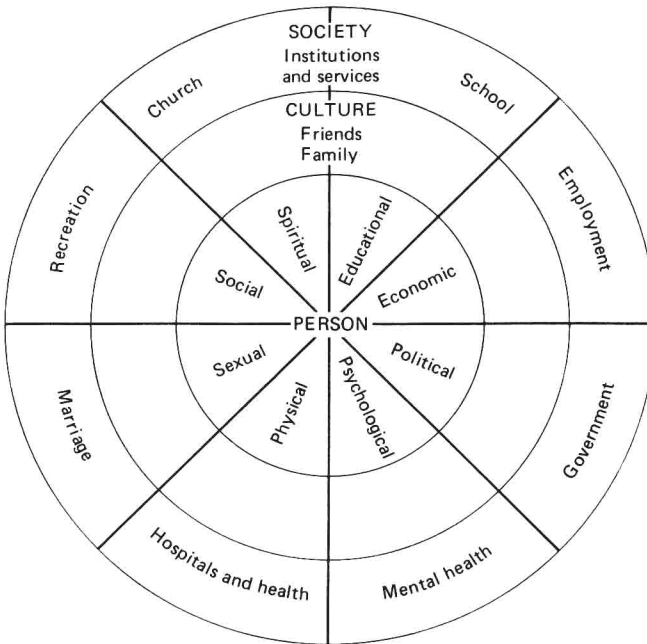 SOCIETY
Institutions
and services
Church
School
CULTURE
Friends
Family
Recreation
Employment
Spiritual
Educational
Social
Economic
PERSON
Sexual
Political
Physical
Psychological
Marriage
Government
Hospitals and health
Mental health